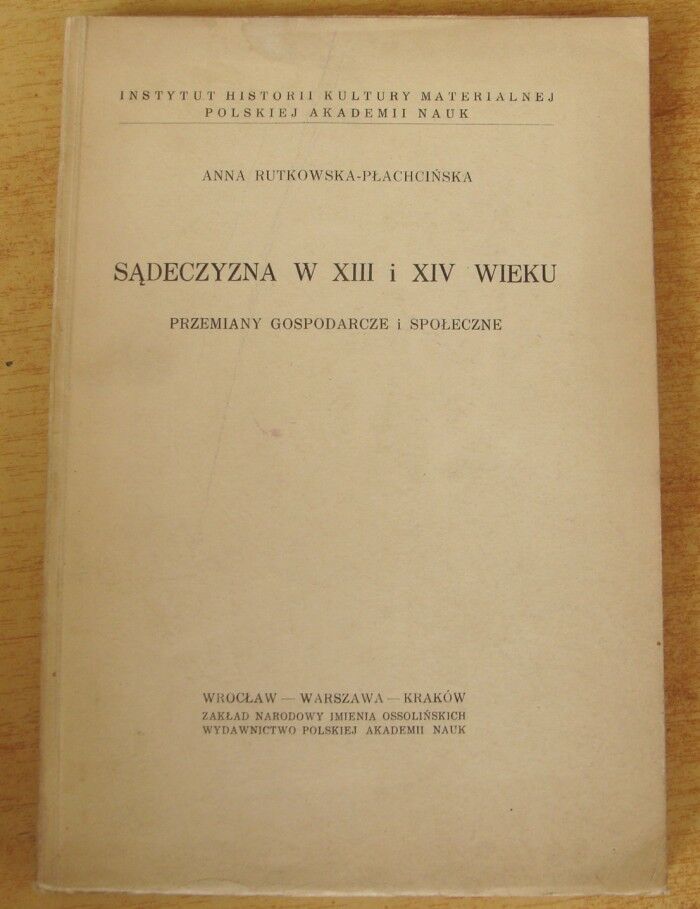 INSTYTUT HISTORII KULTURY MATERIALNEJ
POLSKIEJ AKADEMII NAUK
ANNA RUTKOWSKA-PŁACHCIŃSKA
SĄDECZYZNA W XIII i XIV WIEKU
PRZEMIANY GOSPODARCZE i SPOŁECZNE
WROCŁAW — WARSZAWA — KRAKÓW
ZAKŁAD NARODOWY IMIENIA OSSOLIŃSKICH
WYDAWNICTWO POLSKIEJ AKADEMII NAUK